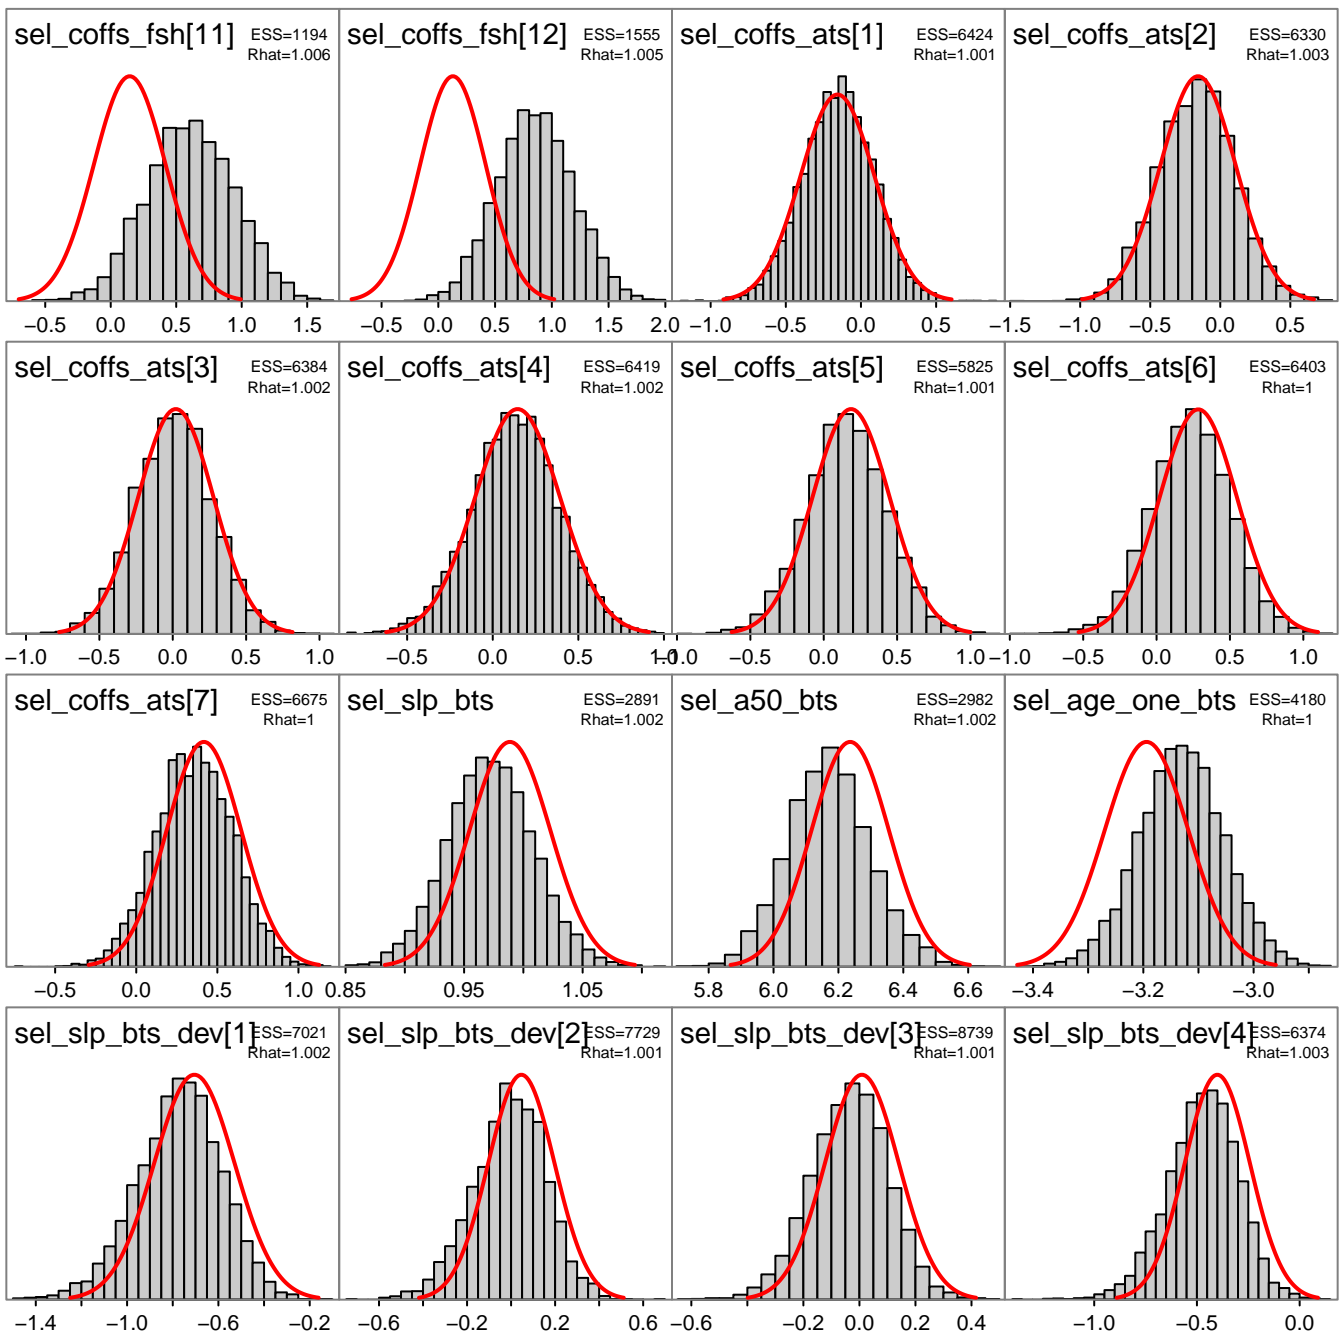 sel_coffs_fsh[11] ESS=1194
Rhat=1.006
sel_coffs_fsh[12] ESS=1555
Rhat=1.005
sel_coffs_ats[1] ESS=6424
Rhat=1.001
sel_coffs_ats[2] ESS=6330
Rhat=1.003
−0.5 0.0 0.5 1.0 1.5
−0.5 0.0 0.5 1.0 1.5 2.0
−1.0 −0.5 0.0 0.5
−1.5 −1.0 −0.5 0.0 0.5
sel_coffs_ats[3] ESS=6384
Rhat=1.002
sel_coffs_ats[4] ESS=6419
Rhat=1.002
sel_coffs_ats[5] ESS=5825
Rhat=1.001
sel_coffs_ats[6] ESS=6403
Rhat=1
−1.0 −0.5 0.0 0.5 1.0
−0.5 0.0 0.5 1.0
−1.0 −0.5 0.0 0.5 1.0
−1.0 −0.5 0.0 0.5 1.0
sel_coffs_ats[7] ESS=6675
Rhat=1
sel_slp_bts ESS=2891
Rhat=1.002
sel_a50_bts ESS=2982
Rhat=1.002
sel_age_one_bts ESS=4180
Rhat=1
−0.5 0.0 0.5 1.0
0.85 0.95 1.05
5.8 6.0 6.2 6.4 6.6
−3.4 −3.2 −3.0
sel_slp_bts_dev[1] ESS=7021
Rhat=1.002
sel_slp_bts_dev[2] ESS=7729
Rhat=1.001
sel_slp_bts_dev[3] ESS=8739
Rhat=1.001
sel_slp_bts_dev[4] ESS=6374
Rhat=1.003
−1.4 −1.0 −0.6 −0.2
−0.6 −0.2 0.2 0.6
−0.6 −0.2 0.0 0.2 0.4
−1.0 −0.5 0.0